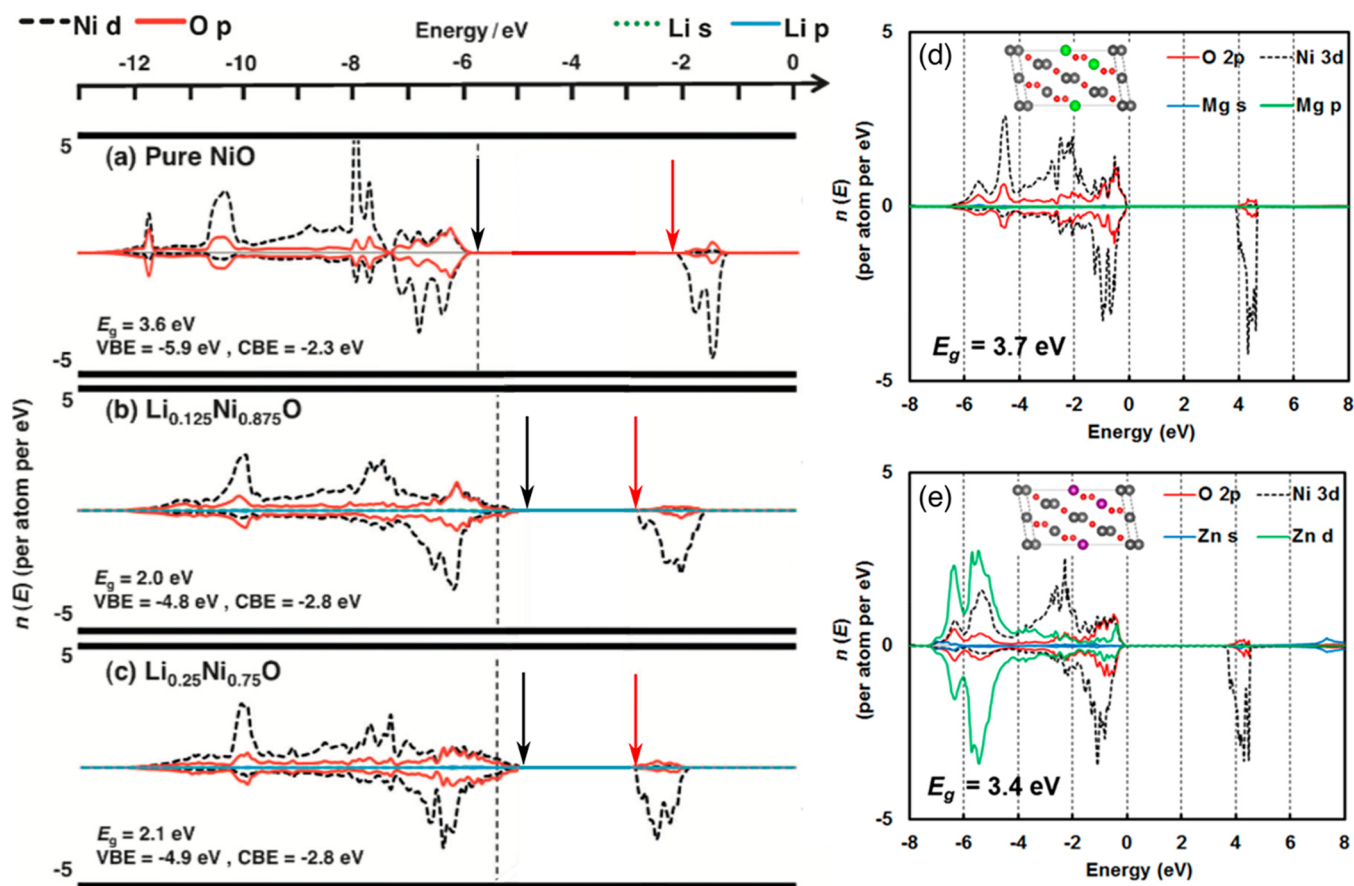 Ni d O p Energy/eV Li s Li p
-12 -10 -8 -6 -4 -2 0
5
(a) Pure NiO
Eg = 3.6 eV
VBE = -5.9 eV , CBE = -2.3 eV
-5
5
(b) Li0.125Ni0.875O
Eg = 2.0 eV
VBE = -4.8 eV , CBE = -2.8 eV
-5
5
(c) Li0.25Ni0.75O
Eg = 2.1 eV
VBE = -4.9 eV , CBE = -2.8 eV
-5
n (E) (per atom per eV)
(d)
O 2p Ni 3d
Mg s Mg p
5
0
-5
n (E)
(per atom per eV)
Eg = 3.7 eV
-8 -6 -4 -2 0 2 4 6 8
Energy (eV)
(e)
O 2p Ni 3d
Zn s Zn d
5
0
-5
n (E)
(per atom per eV)
Eg = 3.4 eV
-8 -6 -4 -2 0 2 4 6 8
Energy (eV)